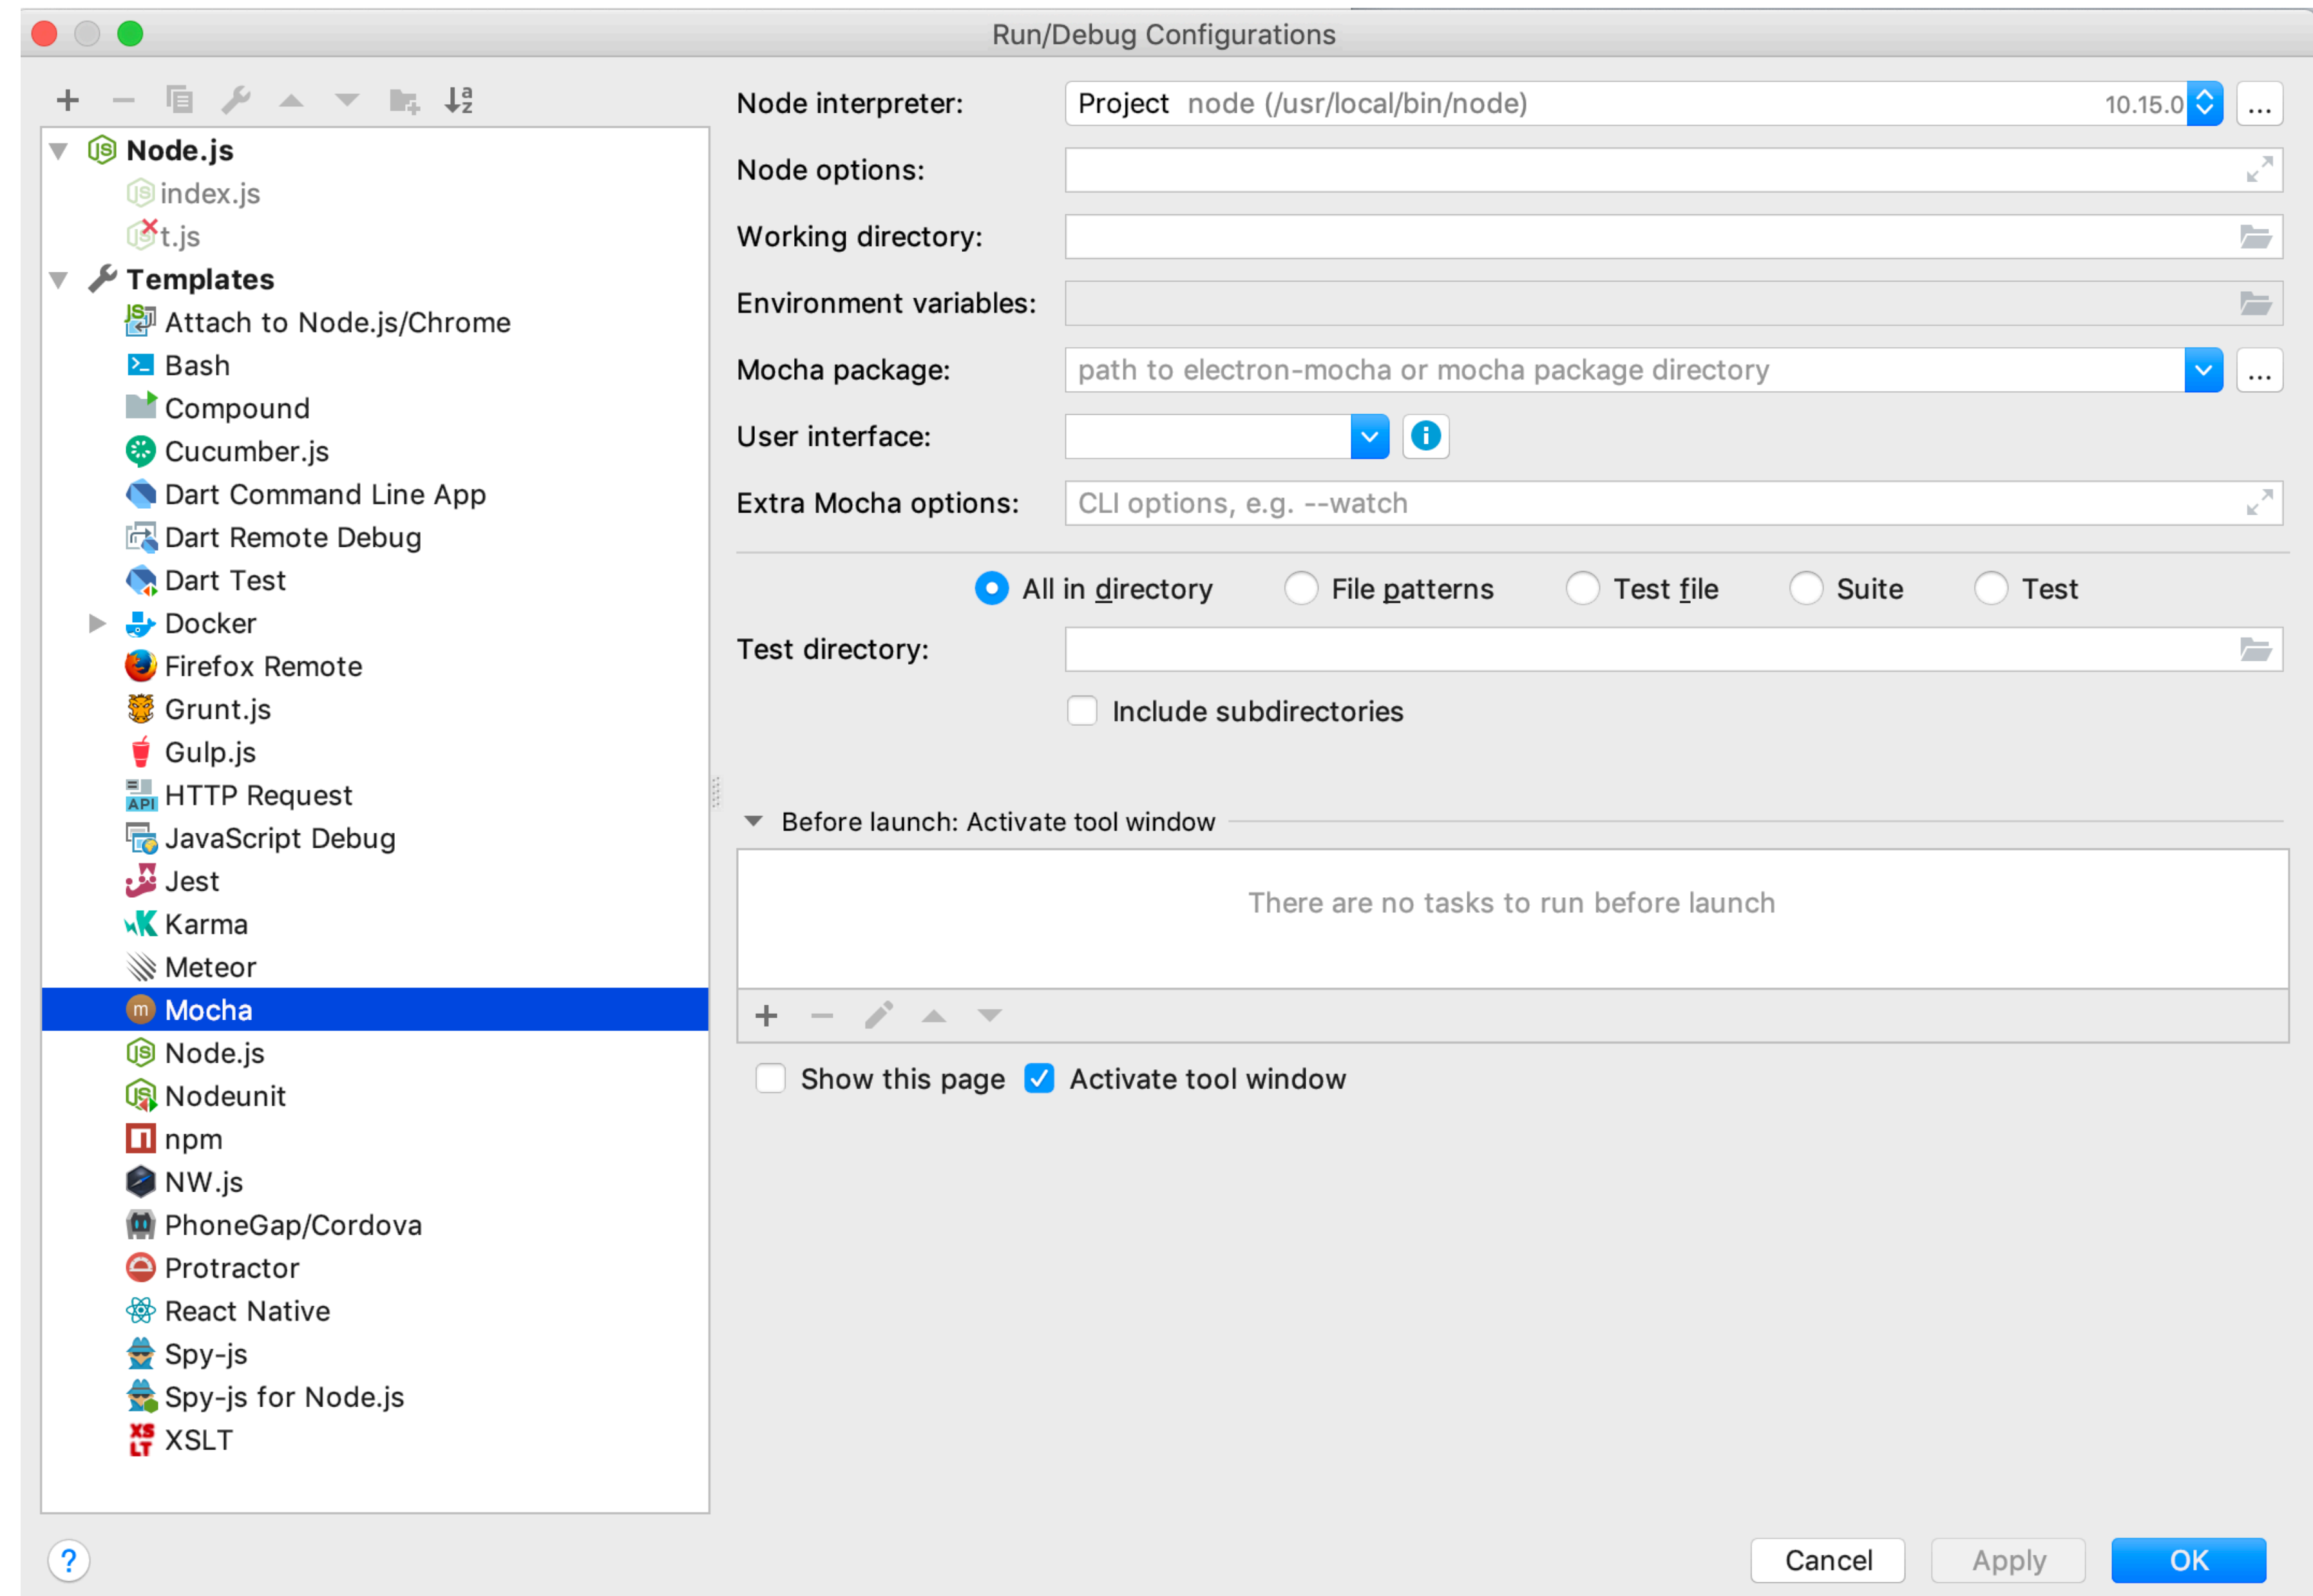 Run/Debug Configurations
Node.js
index.js
t.js
Templates
Attach to Node.js/Chrome
Bash
Compound
Cucumber.js
Dart Command Line App
Dart Remote Debug
Dart Test
Docker
Firefox Remote
Grunt.js
Gulp.js
API HTTP Request
JavaScript Debug
Jest
Karma
Meteor
m Mocha
Node.js
Nodeunit
npm
NW.js
PhoneGap/Cordova
Protractor
React Native
Spy-js
Spy-js for Node.js
XSLT XSLT
Node interpreter: Project node (/usr/local/bin/node) 10.15.0 ...
Node options:
Working directory:
Environment variables:
Mocha package: path to electron-mocha or mocha package directory ...
User interface:
Extra Mocha options: CLI options, e.g. --watch
All in directory File patterns Test file Suite Test
Test directory:
Include subdirectories
Before launch: Activate tool window
There are no tasks to run before launch
Show this page Activate tool window
? Cancel Apply OK